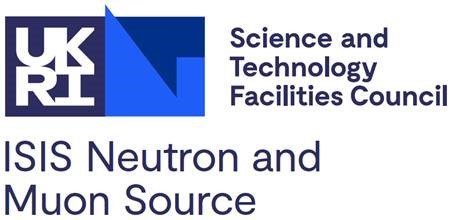 UK
RI
Science and
Technology
Facilities Council
ISIS Neutron and
Muon Source